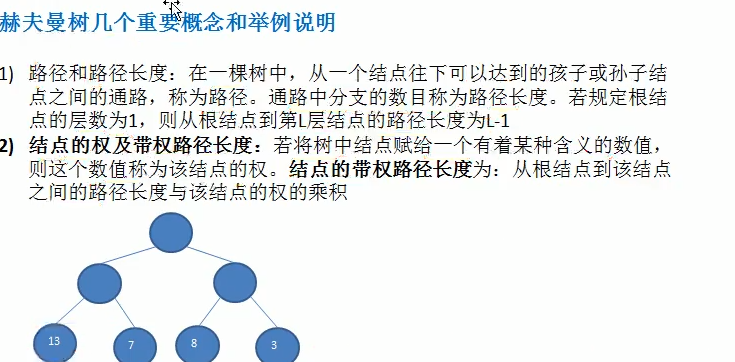 赫夫曼树几个重要概念和举例说明
1) 路径和路径长度：在一棵树中，从一个结点往下可以达到的孩子或孙子结
点之间的通路，称为路径。通路中分支的数目称为路径长度。若规定根结
点的层数为1，则从根结点到第L层结点的路径长度为L-1
2) 结点的权及带权路径长度：若将树中结点赋给一个有着某种含义的数值，
则这个数值称为该结点的权。结点的带权路径长度为：从根结点到该结点
之间的路径长度与该结点的权的乘积
13 7 8 3